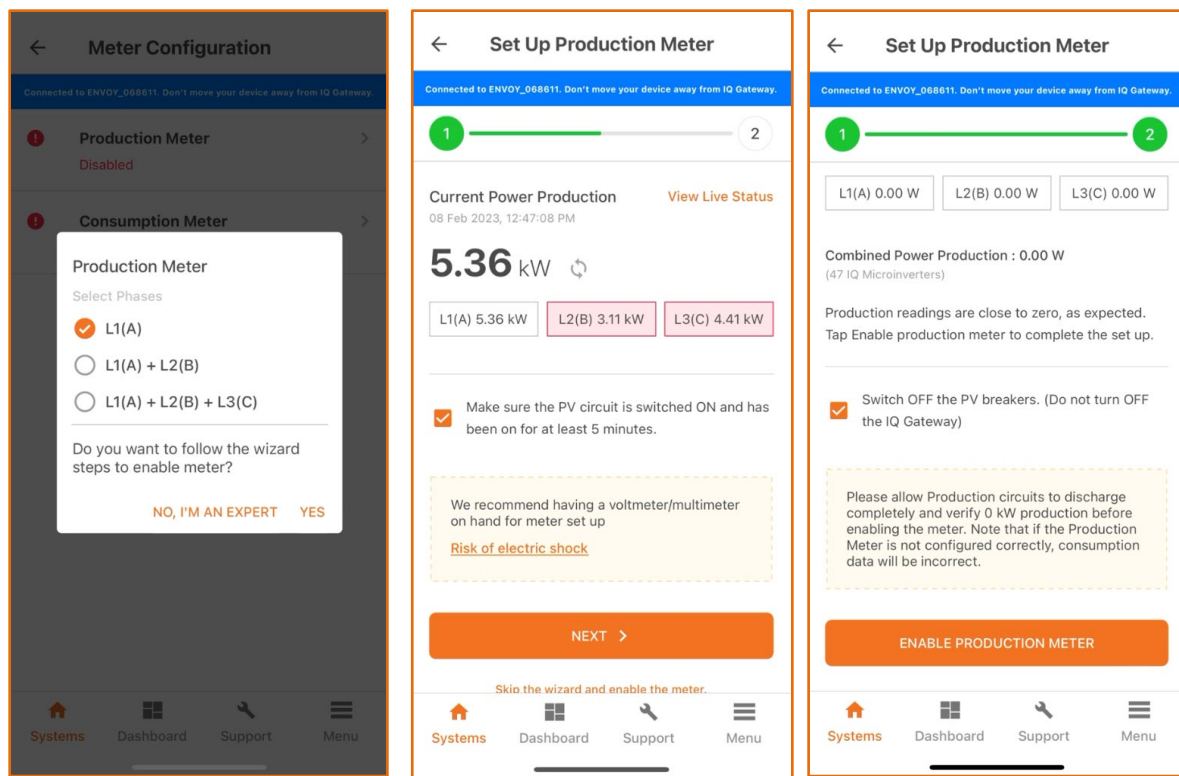 Meter Configuration
Connected to ENVOY_068611. Don't move your device away from IQ Gateway.
Production Meter
Disabled
Consumption Meter
Production Meter
Select Phases
L1(A)
L1(A) + L2(B)
L1(A) + L2(B) + L3(C)
Do you want to follow the wizard
steps to enable meter?
NO, I'M AN EXPERT YES
Systems Dashboard Support Menu
Set Up Production Meter
Connected to ENVOY_068611. Don't move your device away from IQ Gateway.
1 2
Current Power Production View Live Status
08 Feb 2023, 12:47:08 PM
5.36 kW
L1(A) 5.36 kW L2(B) 3.11 kW L3(C) 4.41 kW
Make sure the PV circuit is switched ON and has
been on for at least 5 minutes.
We recommend having a voltmeter/multimeter
on hand for meter set up
Risk of electric shock
NEXT >
Skip the wizard and enable the meter.
Systems Dashboard Support Menu
Set Up Production Meter
Connected to ENVOY_068611. Don't move your device away from IQ Gateway.
1 2
L1(A) 0.00 W L2(B) 0.00 W L3(C) 0.00 W
Combined Power Production : 0.00 W
(47 IQ Microinverters)
Production readings are close to zero, as expected.
Tap Enable production meter to complete the set up.
Switch OFF the PV breakers. (Do not turn OFF
the IQ Gateway)
Please allow Production circuits to discharge
completely and verify 0 kW production before
enabling the meter. Note that if the Production
Meter is not configured correctly, consumption
data will be incorrect.
ENABLE PRODUCTION METER
Systems Dashboard Support Menu